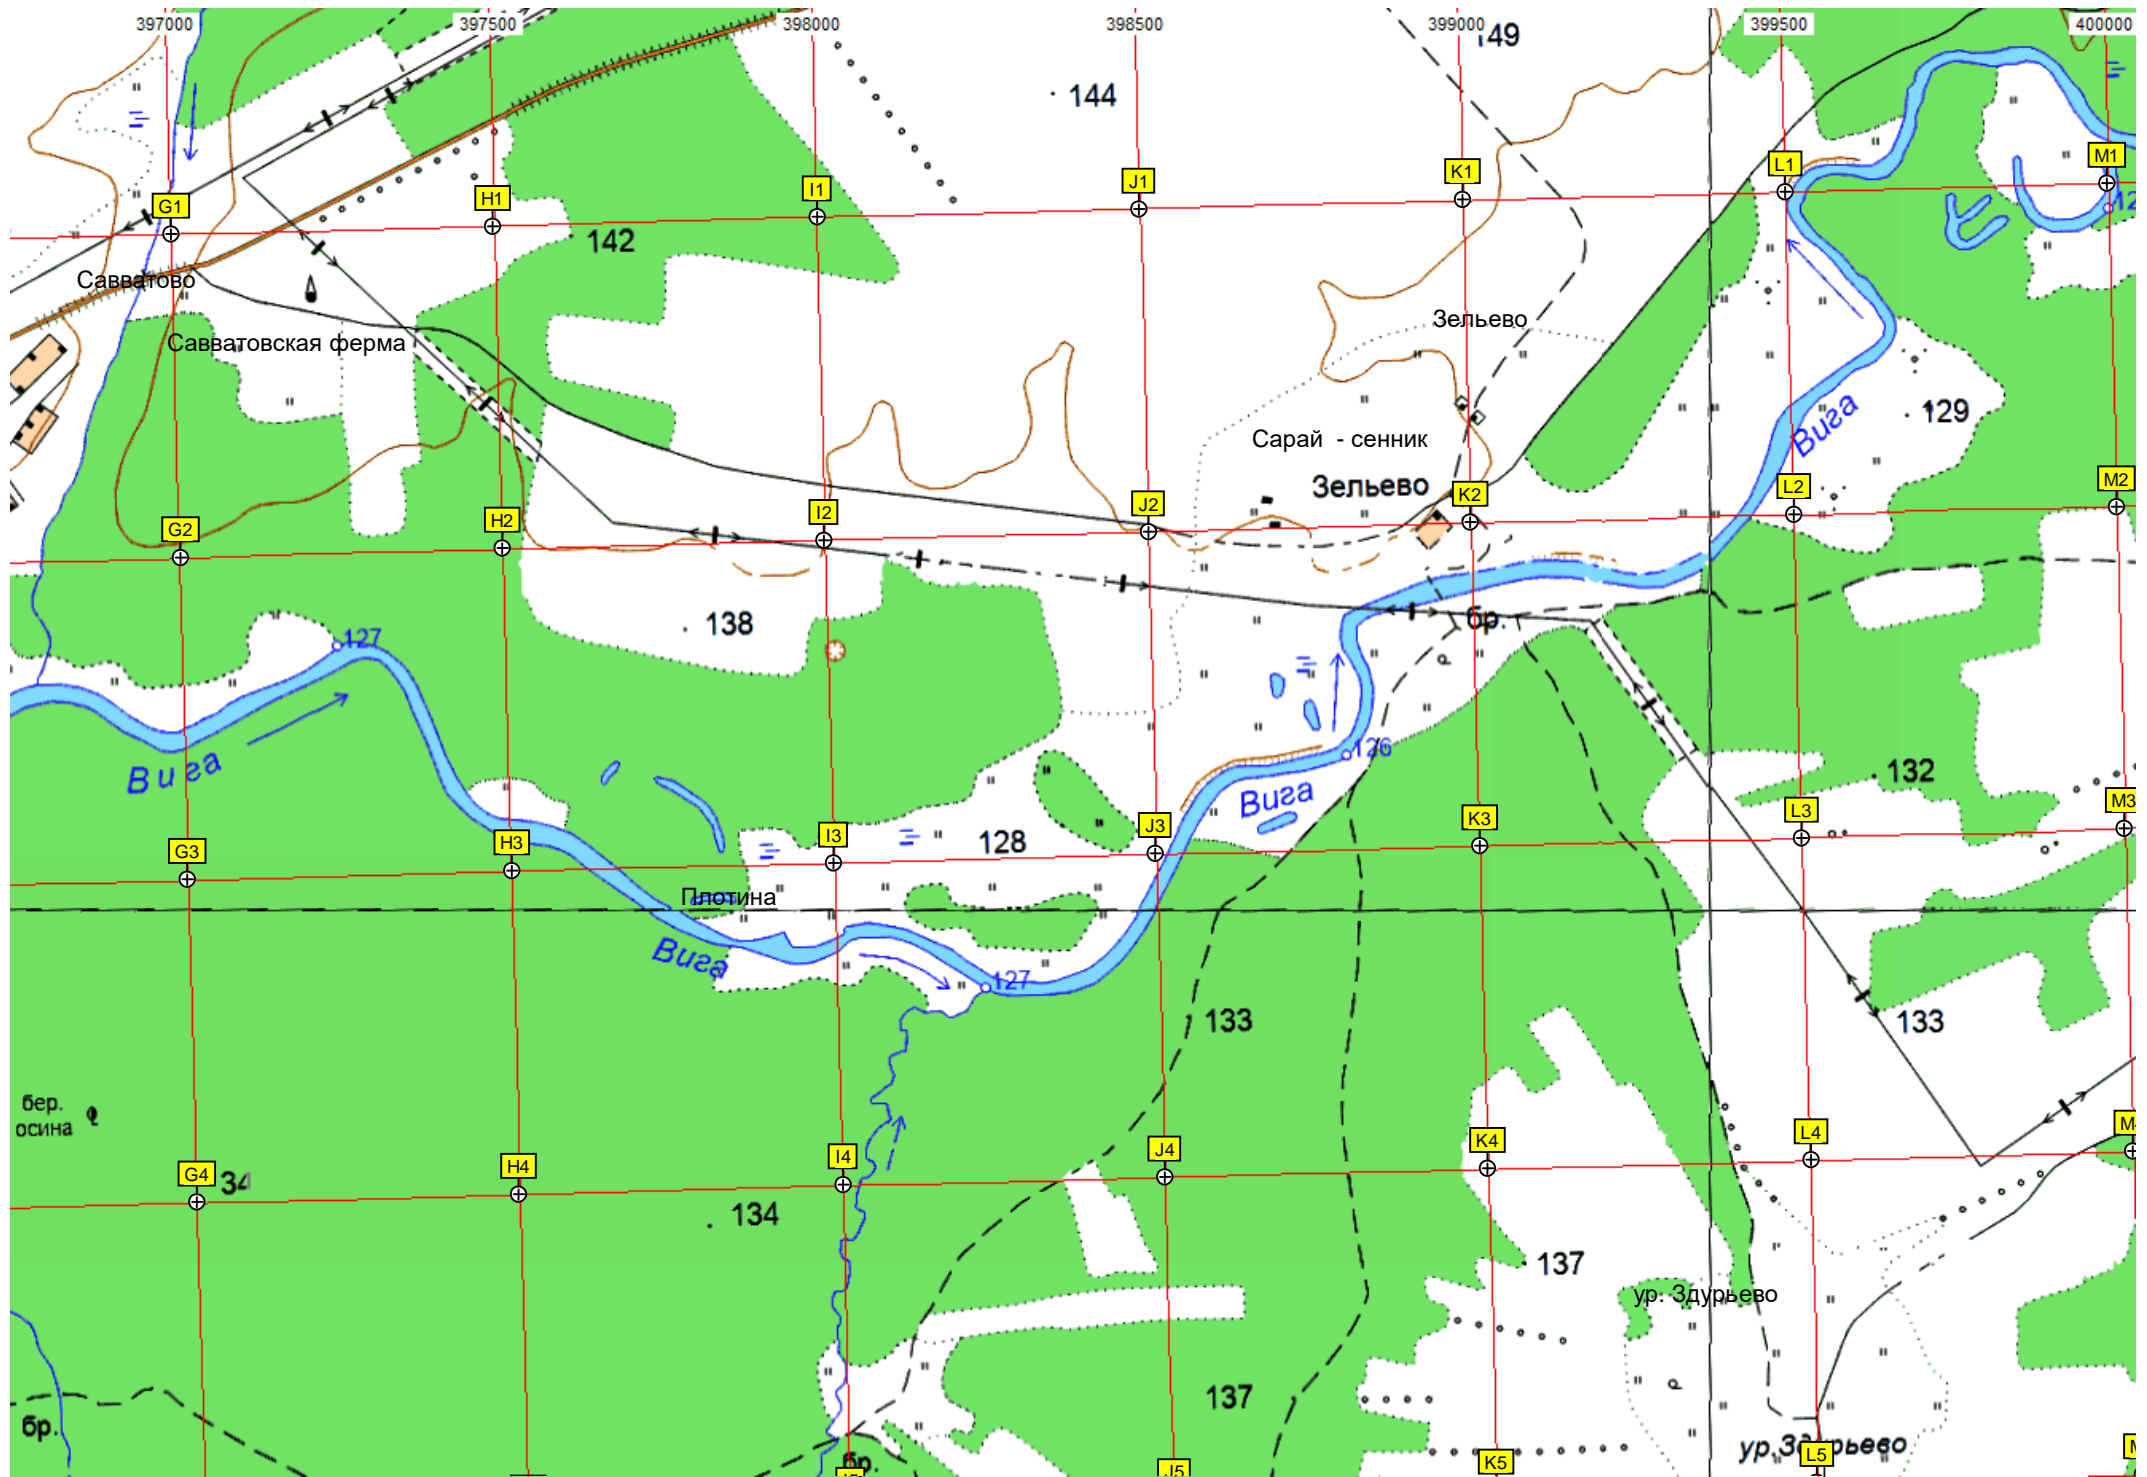 397000 397500 398000 398500 399000 399500 400000
149
144
M1
L1
K1
J1
I1
H1
G1
142
Савватово
Зельево
Савватовская ферма
129
Вига
Сарай - сенник
Зельево
K2
L2
M2
J2
I2
H2
G2
138
бр.
127
126
Вига
Вига
132
M3
L3
K3
J3
I3
H3
G3
128
Плотина
Вига
127
133
133
бер.
осина
L4
K4
J4
I4
H4
G4
34
134
137
ур. Здурьево
137
бр.
бр.
ур.Здурьево
K5
L5
J5